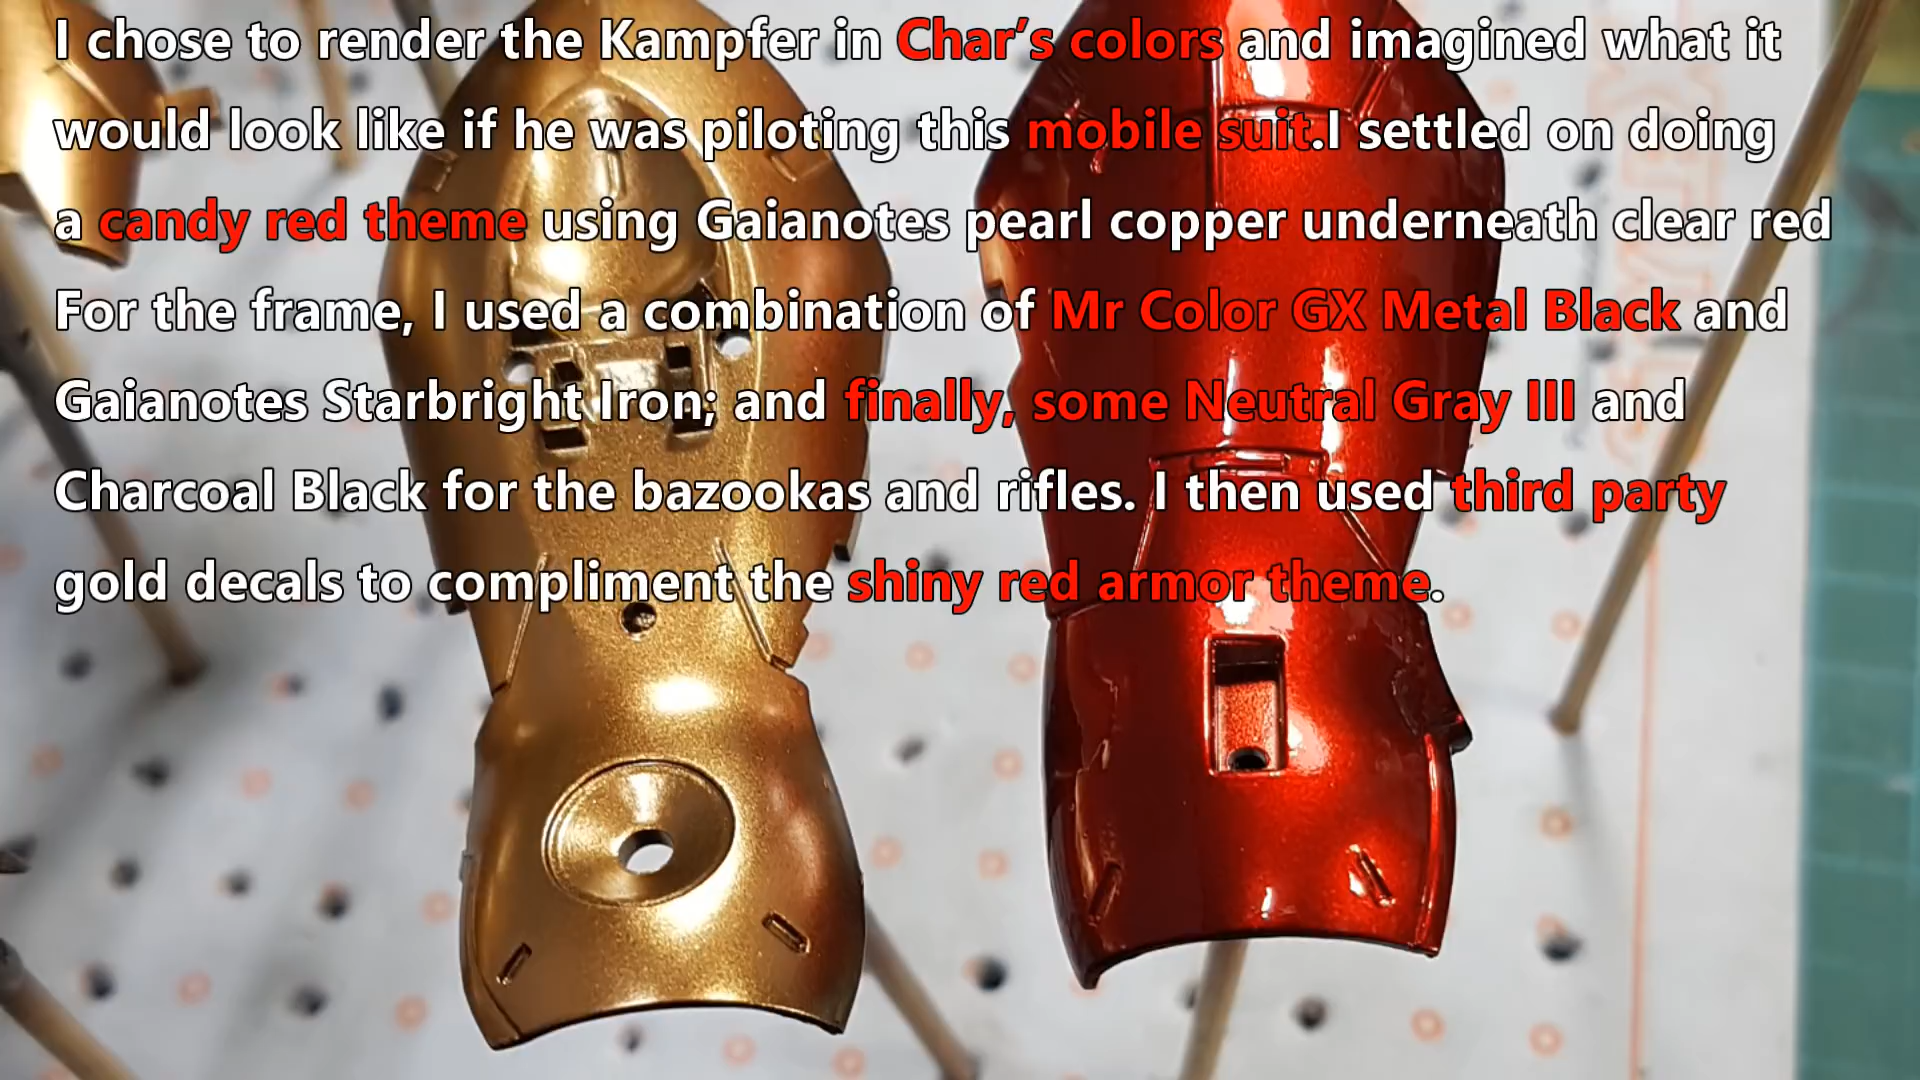 I chose to render the Kampfer in Char’s colors and imagined what it
would look like if he was piloting this mobile suit.I settled on doing
a candy red theme using Gaianotes pearl copper underneath clear red
For the frame, I used a combination of Mr Color GX Metal Black and
Gaianotes Starbright Iron; and finally, some Neutral Gray III and
Charcoal Black for the bazookas and rifles. I then used third party
gold decals to compliment the shiny red armor theme.